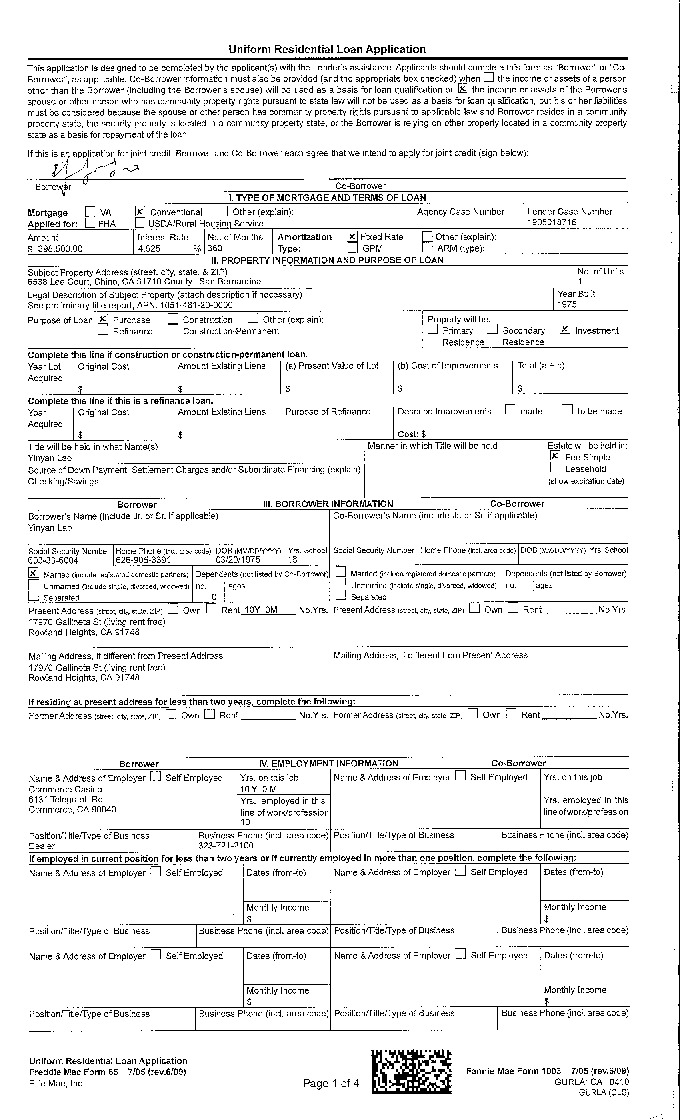 Uniform Residential Loan Application
This application is designed to be completed by the applicant(s) with the Lender's assistance. Applicants should complete this form as "Borrower" or "Co-
Borrower", as applicable. Co-Borrower information must also be provided (and the appropriate box checked) when the income or assets of a person
other than the Borrower (including the Borrower's spouse) will be used as a basis for loan qualification or the income or assets of the Borrower's
spouse or other person who has community property rights pursuant to state law will not be used as a basis for loan qualification, but his or her liabilities
must be considered because the spouse or other person has community property rights pursuant to applicable law and Borrower resides in a community
property state, the security property is located in a community property state, or the Borrower is relying on other property located in a community property
state as a basis for repayment of the loan.
If this is an application for joint credit, Borrower and Co-Borrower each agree that we intend to apply for joint credit (sign below):
Borrower Co-Borrower
I. TYPE OF MORTGAGE AND TERMS OF LOAN
Mortgage VA X Conventional Other (explain): Agency Case Number Lender Case Number
Applied for: FHA USDA/Rural Housing Service
Amount Interest Rate No. of Months Amortization X Fixed Rate Other (explain):
$ % 360 Type: GPM ARM (type):
II. PROPERTY INFORMATION AND PURPOSE OF LOAN
Subject Property Address (street, city, state, & ZIP) No. of Units
Lee Court, Chino, CA 91710 County: San Bernardino 1
Legal Description of Subject Property (attach description if necessary) Year Built
See preliminary title report, APN: 1975
Purpose of Loan X Purchase Construction Other (explain): Property will be:
Refinance Construction-Permanent Primary Residence Secondary Residence X Investment
Complete this line if construction or construction-permanent loan.
Year Lot Acquired Original Cost Amount Existing Liens (a) Present Value of Lot (b) Cost of Improvements Total (a + b)
$ $ $ $ $
Complete this line if this is a refinance loan.
Year Acquired Original Cost Amount Existing Liens Purpose of Refinance Describe Improvements made to be made
$ $ Cost: $
Title will be held in what Name(s) Manner in which Title will be held Estate will be held in:
Yinyan X Fee Simple
Source of Down Payment, Settlement Charges and/or Subordinate Financing (explain) Leasehold
Checking/Savings (show expiration date)
Borrower III. BORROWER INFORMATION Co-Borrower
Borrower's Name (include Jr. or Sr. if applicable) Co-Borrower's Name (include Jr. or Sr. if applicable)
Yinyan
Social Security Number Home Phone (incl. area code) DOB (MM/DD/YYYY) Yrs. School Social Security Number Home Phone (incl. area code) DOB (MM/DD/YYYY) Yrs. School
X Married (include registered domestic partners) Dependents (not listed by Co-Borrower) Married (include registered domestic partners) Dependents (not listed by Borrower)
Unmarried (include single, divorced, widowed) no. ages Unmarried (include single, divorced, widowed) no. ages
Separated 0 Separated
Present Address (street, city, state, ZIP) Own Rent 10Y 0M No.Yrs. Present Address (street, city, state, ZIP) Own Rent No.Yrs.
17970 Gallineta St (living rent free)
Rowland Heights, CA 91748
Mailing Address, if different from Present Address Mailing Address, if different from Present Address
17970 Gallineta St (living rent free)
Rowland Heights, CA 91748
If residing at present address for less than two years, complete the following:
Former Address (street, city, state, ZIP) Own Rent No.Yrs. Former Address (street, city, state, ZIP) Own Rent No.Yrs.
Borrower IV. EMPLOYMENT INFORMATION Co-Borrower
Name & Address of Employer Self Employed Yrs. on this job Name & Address of Employer Self Employed Yrs. on this job
Commerce Casino 10 Y 0 M
6131 Telegraph Rd Yrs. employed in this line of work/profession Yrs. employed in this line of work/profession
Commerce, CA 90040 10
Position/Title/Type of Business Business Phone (incl. area code) Position/Title/Type of Business Business Phone (incl. area code)
Dealer 323-721-2100
If employed in current position for less than two years or if currently employed in more than one position, complete the following:
Name & Address of Employer Self Employed Dates (from-to) Name & Address of Employer Self Employed Dates (from-to)
Monthly Income Monthly Income
$ $
Position/Title/Type of Business Business Phone (incl. area code) Position/Title/Type of Business Business Phone (incl. area code)
Name & Address of Employer Self Employed Dates (from-to) Name & Address of Employer Self Employed Dates (from-to)
Monthly Income Monthly Income
$ $
Position/Title/Type of Business Business Phone (incl. area code) Position/Title/Type of Business Business Phone (incl. area code)
Uniform Residential Loan Application
Freddie Mac Form 65 7/05 (rev.6/09) Fannie Mae Form 1003 7/05 (rev.6/09)
Ellie Mae, Inc. Page 1 of 4 GURLA: CA 0410
GURLA (CLS)